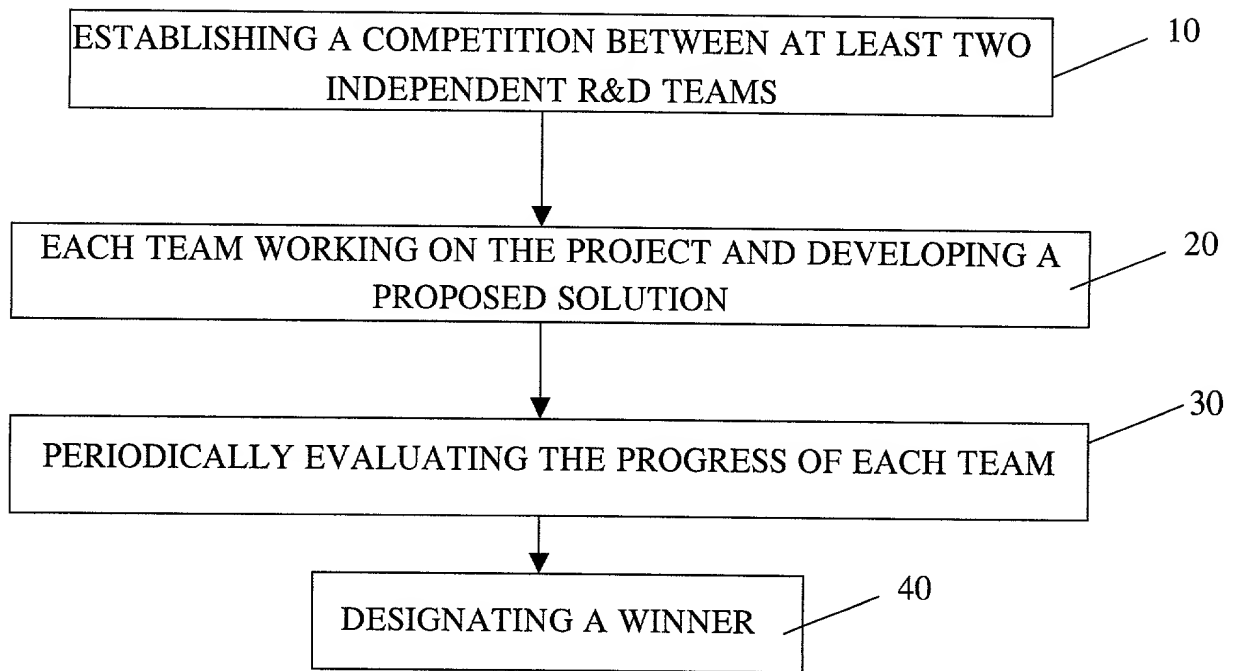 ESTABLISHING A COMPETITION BETWEEN AT LEAST TWO
INDEPENDENT R&D TEAMS
10
EACH TEAM WORKING ON THE PROJECT AND DEVELOPING A
PROPOSED SOLUTION
20
PERIODICALLY EVALUATING THE PROGRESS OF EACH TEAM
30
DESIGNATING A WINNER
40